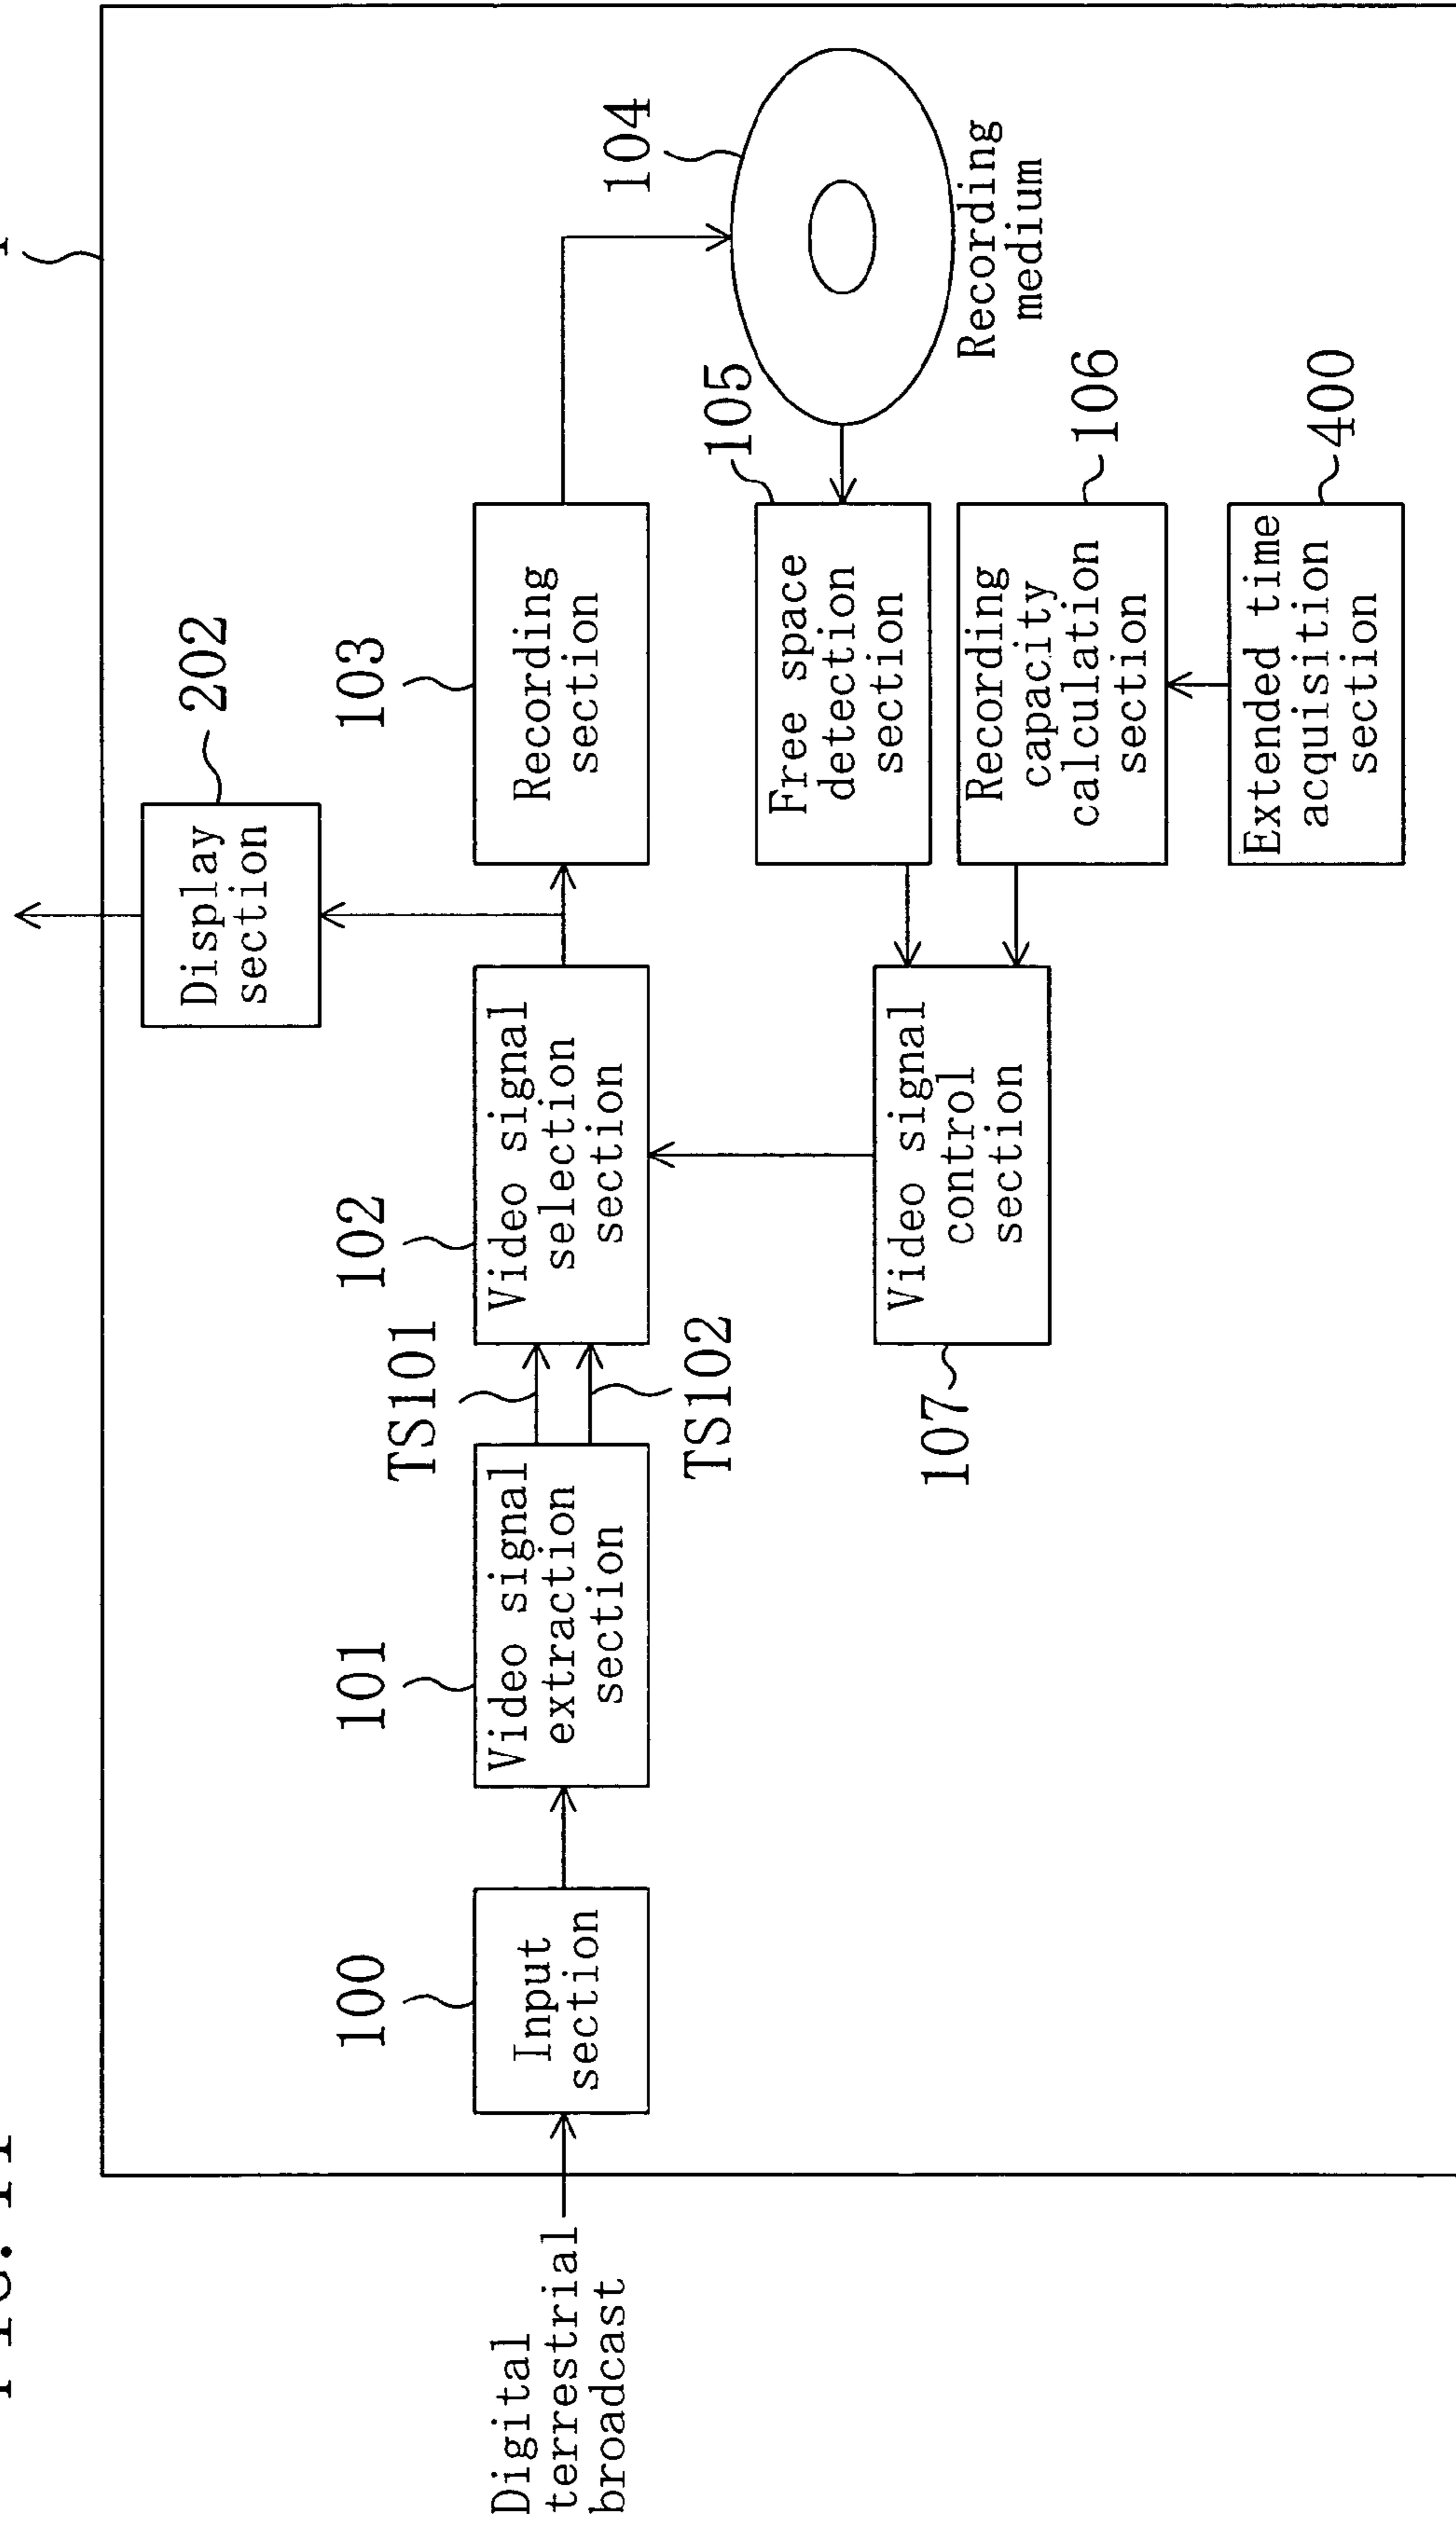 202
Display
section
100
101
102
103
104
Input
section
Video signal
extraction
section
TS101
TS102
Video signal
selection
section
Recording
section
Digital
terrestrial
broadcast
105
Free space
detection
section
Recording
medium
107
Video signal
control
section
Recording
capacity
calculation
section
106
Extended time
acquisition
section
400